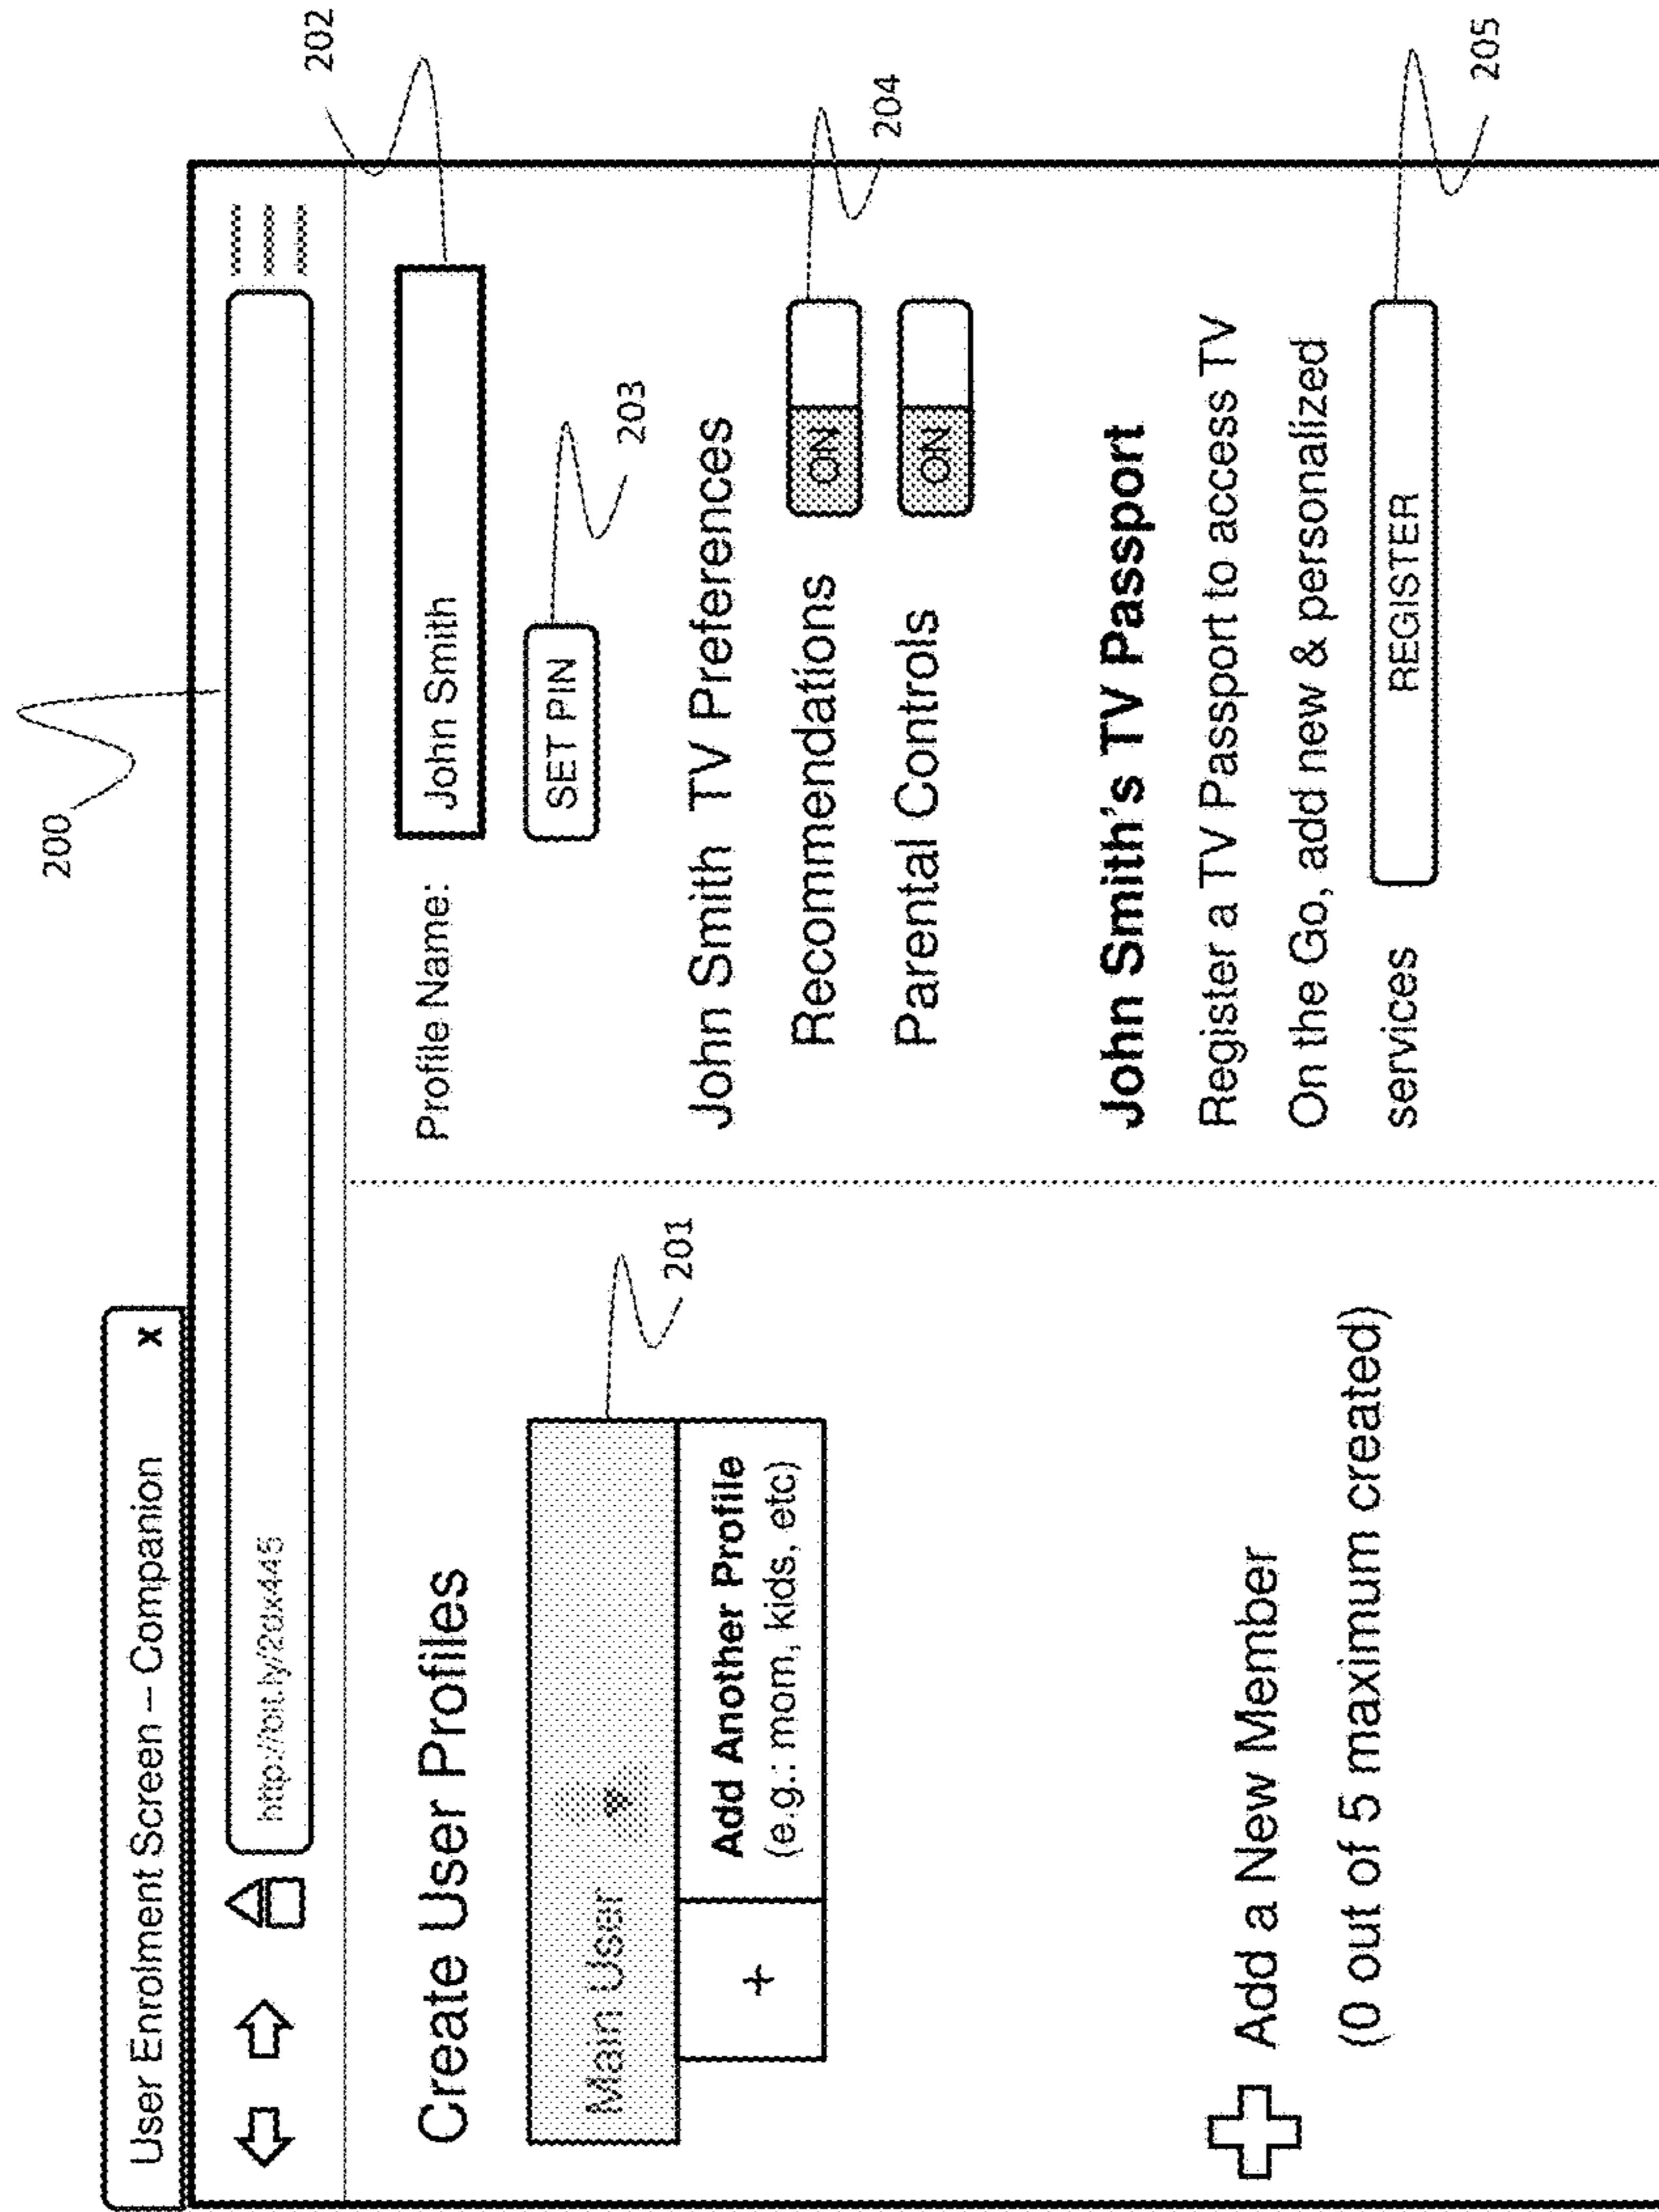 200
User Enrolment Screen – Companion
x
http://bit.ly/2dx445
202
Create User Profiles
Main User
201
+
Add Another Profile
(e.g.: mom, kids, etc)
Add a New Member
(0 out of 5 maximum created)
Profile Name:
John Smith
SET PIN
203
John Smith TV Preferences
Recommendations
ON
204
Parental Controls
ON
John Smith's TV Passport
Register a TV Passport to access TV
On the Go, add new & personalized
services
REGISTER
205